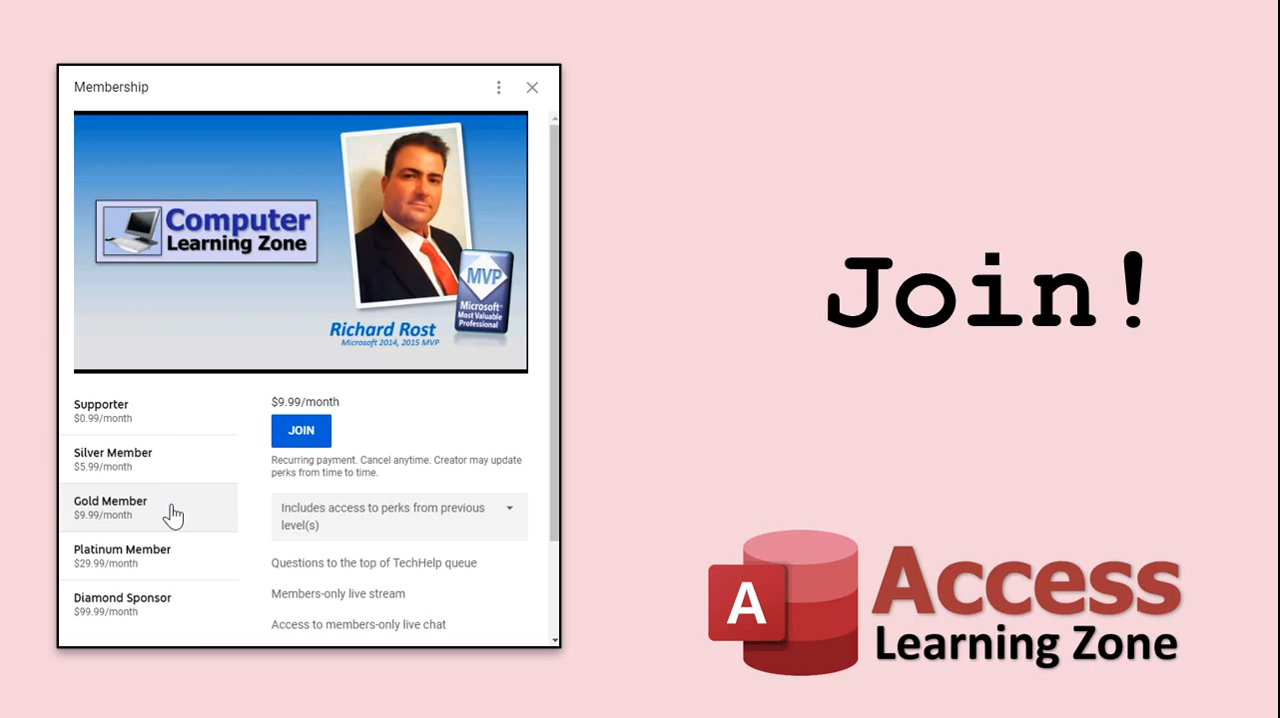 Membership
Computer
Learning Zone
MVP
Microsoft®
Most Valuable
Professional
Richard Rost
Microsoft 2014, 2015 MVP
Supporter
$0.99/month
Silver Member
$5.99/month
Gold Member
$9.99/month
Platinum Member
$29.99/month
Diamond Sponsor
$99.99/month
$9.99/month
JOIN
Recurring payment. Cancel anytime. Creator may update
perks from time to time.
Includes access to perks from previous
level(s)
Questions to the top of TechHelp queue
Members-only live stream
Access to members-only live chat
Join!
A
Access
Learning Zone